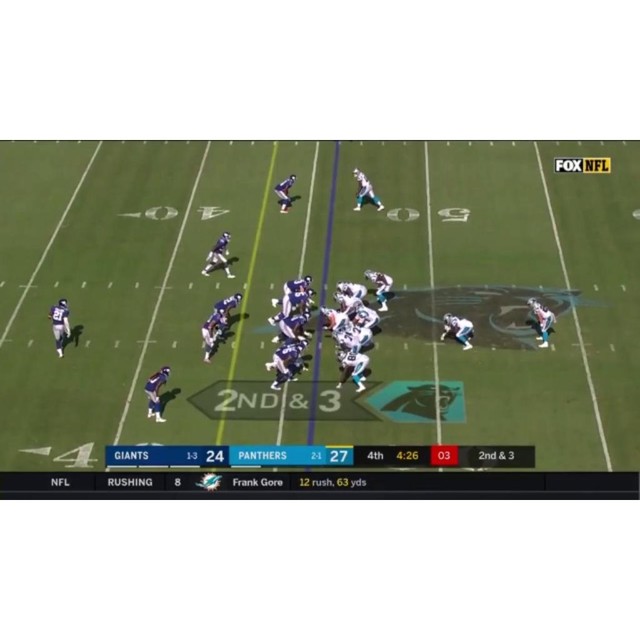 FOX NFL
40
50
2ND & 3
4
GIANTS 1-3 24 PANTHERS 2-1 27 4th 4:26 03 2nd & 3
NFL RUSHING 8 Frank Gore 12 rush, 63 yds